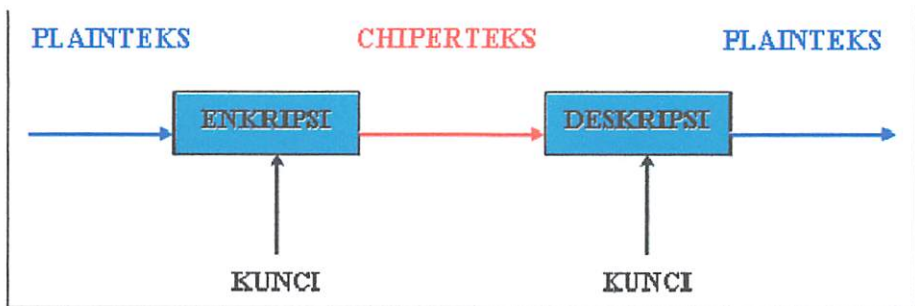 PLAINTEKS CHIPERTEKS PLAINTEKS
ENKRIPSI DESKRIPSI
KUNCI KUNCI